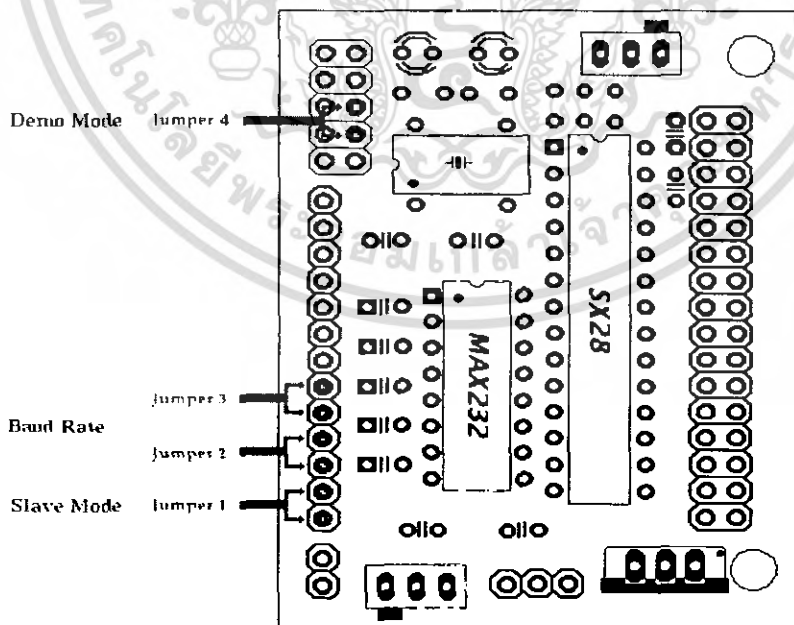 Demo Mode Jumper 4
Jumper 3
Baud Rate
Jumper 2
Slave Mode Jumper 1
MAX232
SX28